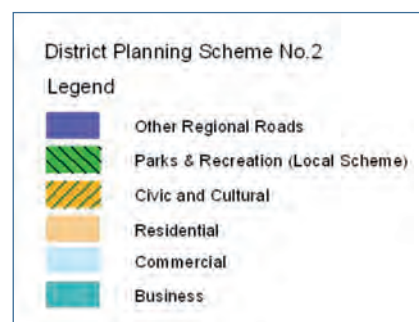 District Planning Scheme No.2
Legend
Other Regional Roads
Parks & Recreation (Local Scheme)
Civic and Cultural
Residential
Commercial
Business